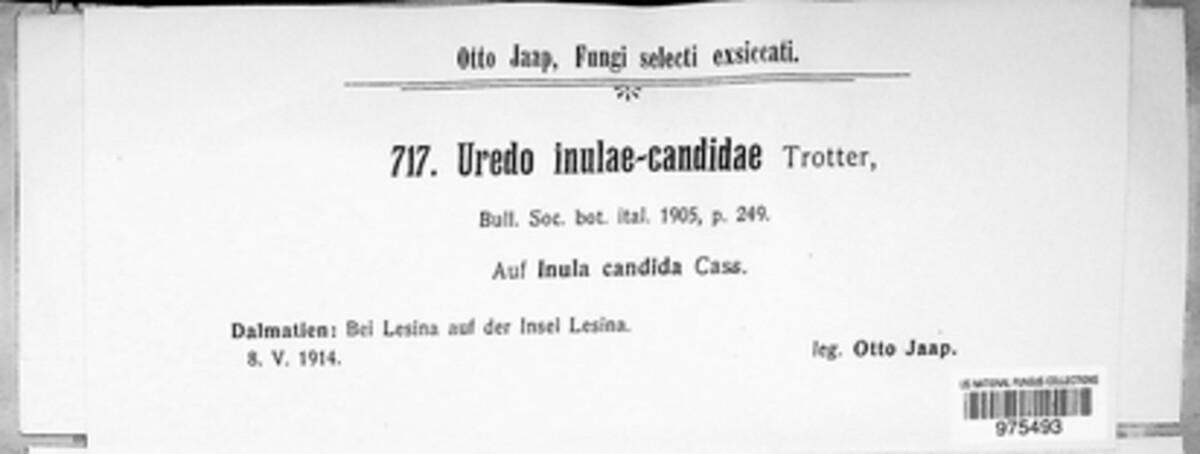 Otto Jaap, Fungi selecti exsiccati.
717. Uredo inulae-candidae Trotter,
Bull. Soc. bot. ital. 1905, p. 249.
Auf Inula candida Cass.
Dalmatien: Bei Lesina auf der Insel Lesina.
8. V. 1914.
leg. Otto Jaap.
US NATIONAL FUNGUS COLLECTIONS
975493